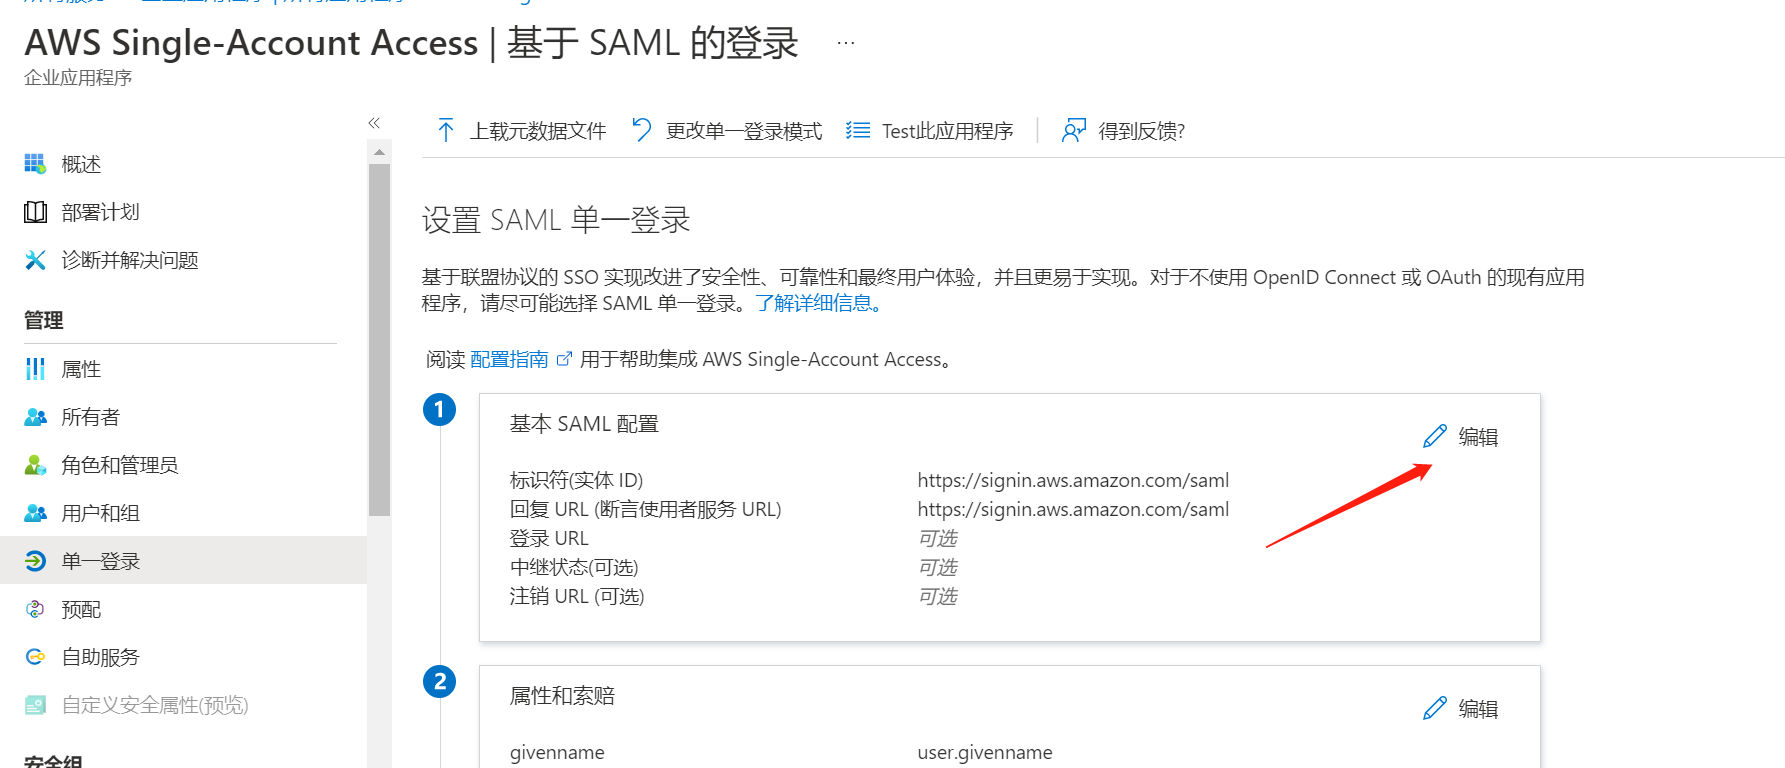 AWS Single-Account Access | 基于 SAML 的登录 ...
企业应用程序
«
概述
部署计划
诊断并解决问题
管理
属性
所有者
角色和管理员
用户和组
单一登录
预配
自助服务
自定义安全属性(预览)
安全组
上载元数据文件 更改单一登录模式 Test此应用程序 | 得到反馈?
设置 SAML 单一登录
基于联盟协议的 SSO 实现改进了安全性、可靠性和最终用户体验，并且更易于实现。对于不使用 OpenID Connect 或 OAuth 的现有应用
程序，请尽可能选择 SAML 单一登录。了解详细信息。
阅读 配置指南 用于帮助集成 AWS Single-Account Access。
1
基本 SAML 配置
编辑
标识符(实体 ID) https://signin.aws.amazon.com/saml
回复 URL (断言使用者服务 URL) https://signin.aws.amazon.com/saml
登录 URL 可选
中继状态(可选) 可选
注销 URL (可选) 可选
2
属性和索赔
编辑
givenname user.givenname